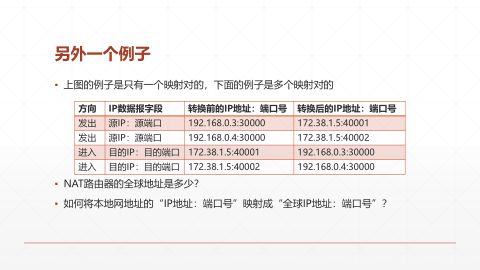 另外一个例子
上图的例子是只有一个映射对的，下面的例子是多个映射对的
方向 IP数据报字段 转换前的IP地址：端口号 转换后的IP地址：端口号
发出 源IP：源端口 192.168.0.3:30000 172.38.1.5:40001
发出 源IP：源端口 192.168.0.4:30000 172.38.1.5:40002
进入 目的IP：目的端口 172.38.1.5:40001 192.168.0.3:30000
进入 目的IP：目的端口 172.38.1.5:40002 192.168.0.4:30000
NAT路由器的全球地址是多少？
如何将本地网地址的“IP地址：端口号”映射成“全球IP地址：端口号”？